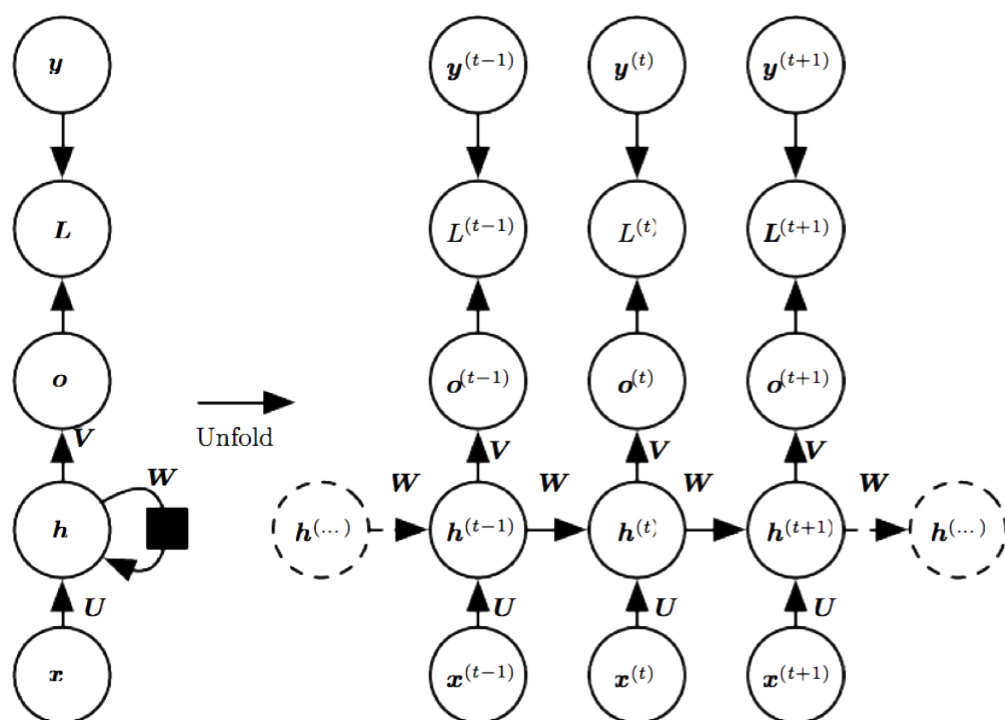 y y^(t−1) y^(t) y^(t+1)
L L^(t−1) L^(t) L^(t+1)
o o^(t−1) o^(t) o^(t+1)
Unfold
V V V V
W W W W W
h h^(...) h^(t−1) h^(t) h^(t+1) h^(...)
U U U U
x x^(t−1) x^(t) x^(t+1)